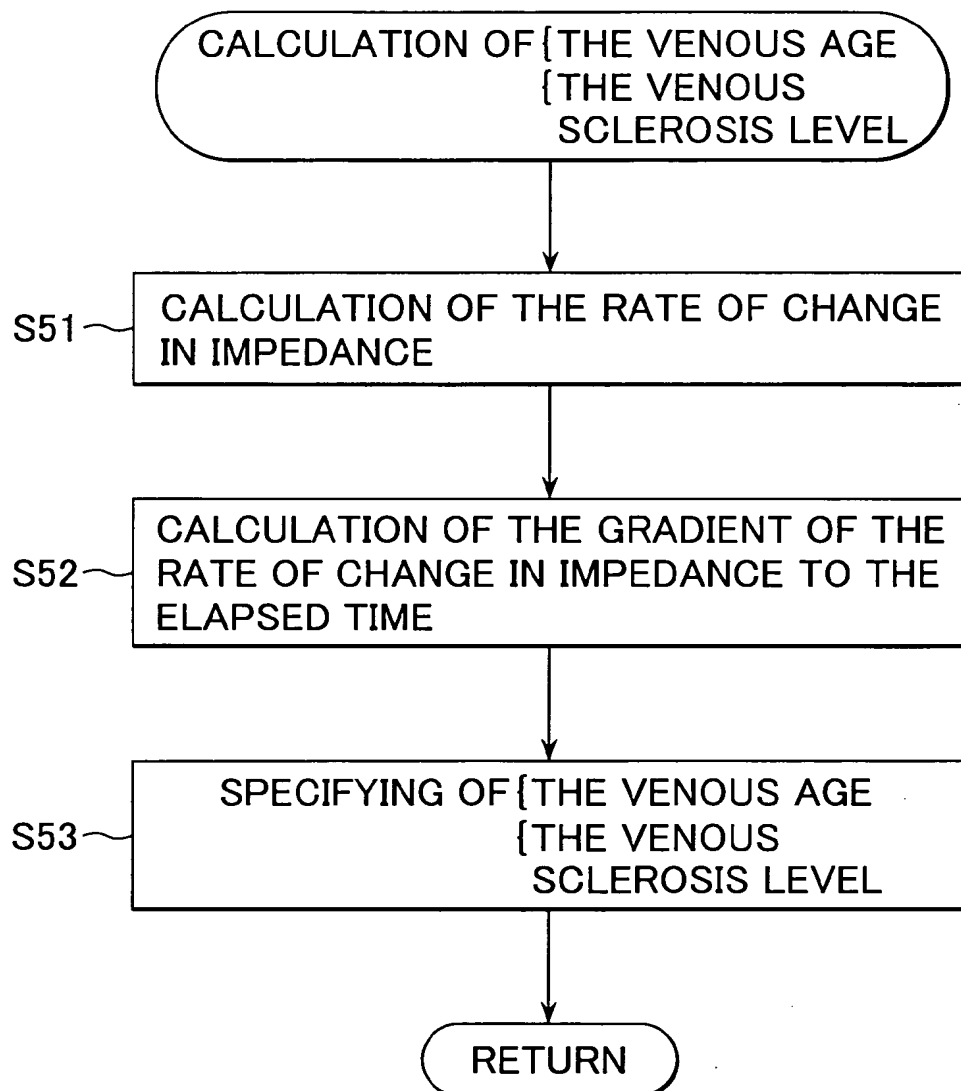 CALCULATION OF {THE VENOUS AGE
{THE VENOUS
SCLEROSIS LEVEL
S51
CALCULATION OF THE RATE OF CHANGE
IN IMPEDANCE
S52
CALCULATION OF THE GRADIENT OF THE
RATE OF CHANGE IN IMPEDANCE TO THE
ELAPSED TIME
S53
SPECIFYING OF {THE VENOUS AGE
{THE VENOUS
SCLEROSIS LEVEL
RETURN